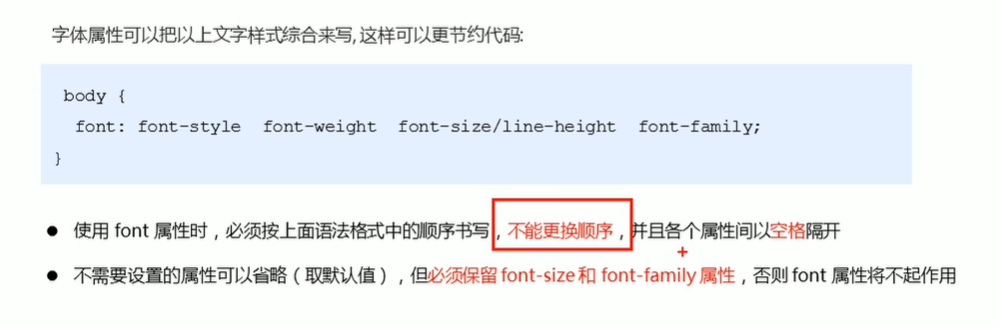 字体属性可以把以上文字样式综合来写, 这样可以更节约代码:
body {
font: font-style font-weight font-size/line-height font-family;
}
● 使用 font 属性时，必须按上面语法格式中的顺序书写，不能更换顺序，并且各个属性间以空格隔开
● 不需要设置的属性可以省略（取默认值），但必须保留 font-size 和 font-family 属性，否则 font 属性将不起作用